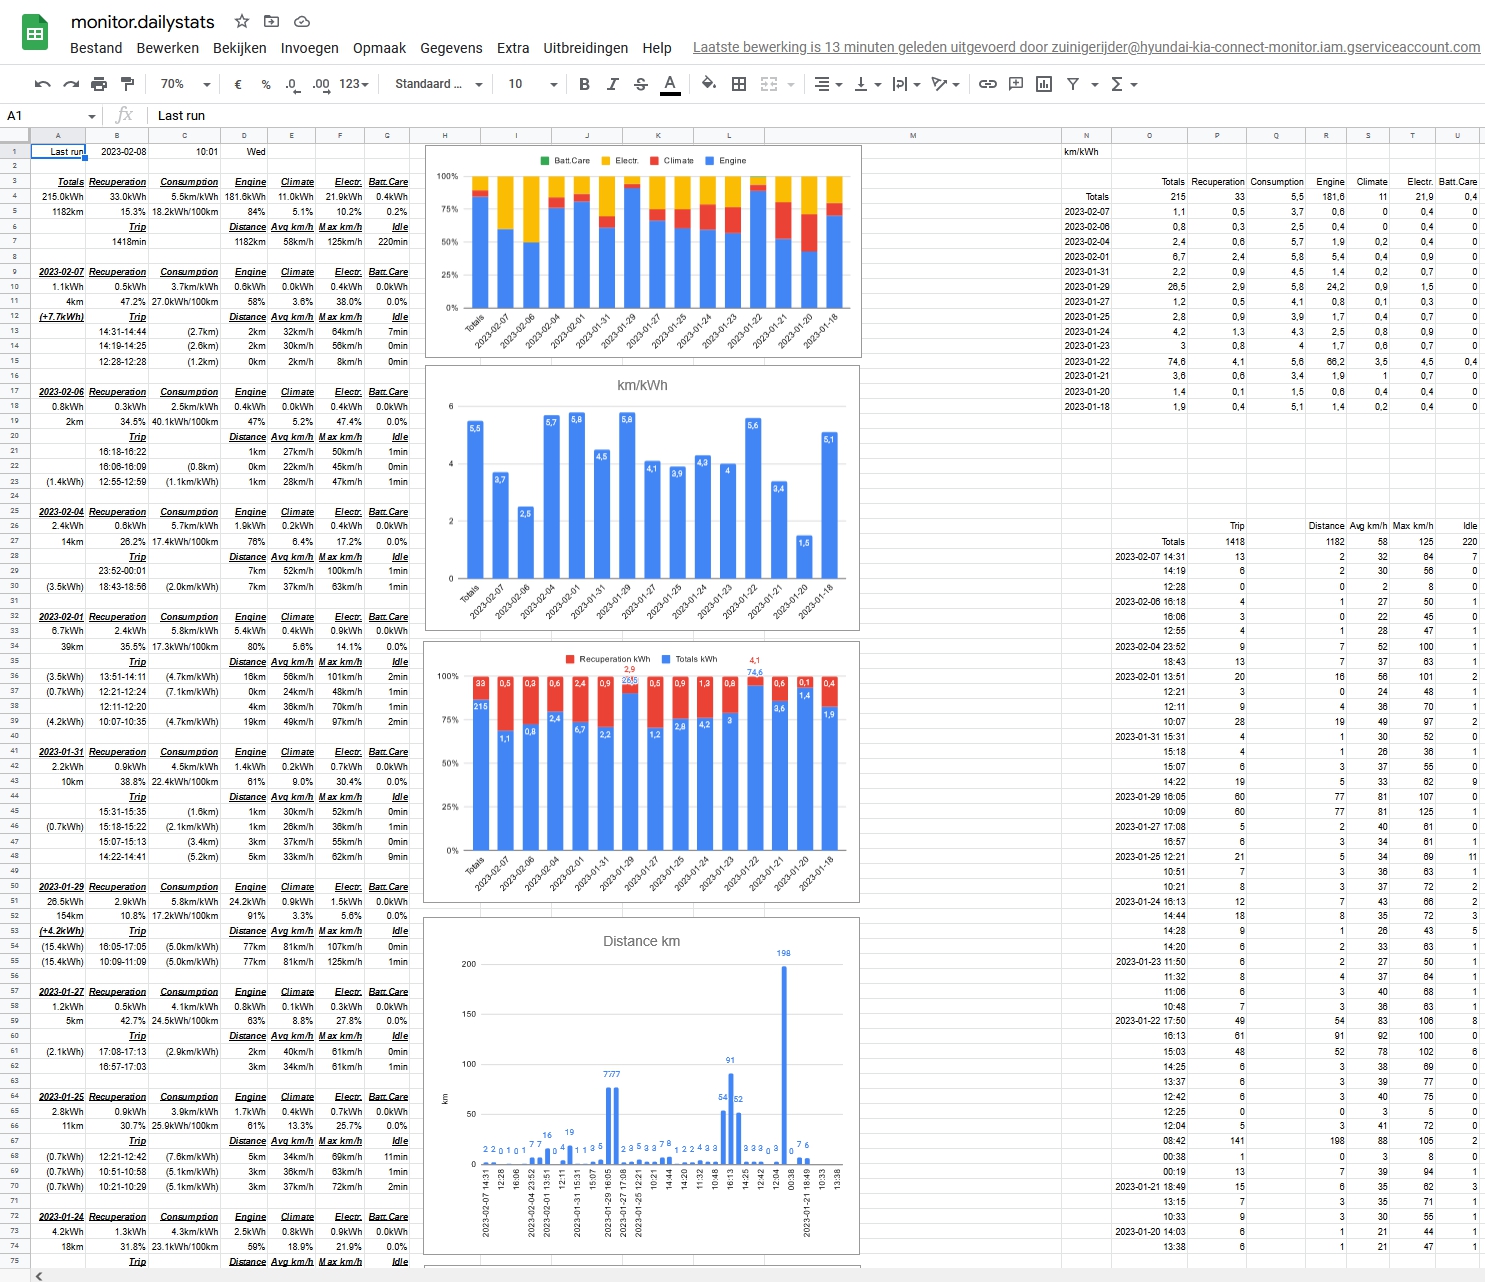 monitor.dailystats
Bestand Bewerken Bekijken Invoegen Opmaak Gegevens Extra Uitbreidingen Help Laatste bewerking is 13 minuten geleden uitgevoerd door zuinigerijder@hyundai-kia-connect-monitor.iam.gserviceaccount.com
70% € % .0 .00 123 Standaard ... 10 B I S A
A1 fx Last run
A B C D E F G H I J K L M N O P Q R S T U
1 Last run 2023-02-08 10:01 Wed
2
3 Totals Recuperation Consumption Engine Climate Electr. Batt.Care
4 215.0kWh 33.0kWh 5.5km/kWh 181.6kWh 11.0kWh 21.9kWh 0.4kWh
5 1182km 15.3% 18.2kWh/100km 84% 5.1% 10.2% 0.2%
6 Trip Distance Avg km/h Max km/h Idle
7 1418min 1182km 58km/h 125km/h 220min
8
9 2023-02-07 Recuperation Consumption Engine Climate Electr. Batt.Care
10 1.1kWh 0.5kWh 3.7km/kWh 0.6kWh 0.0kWh 0.4kWh 0.0kWh
11 4km 47.2% 27.0kWh/100km 58% 3.6% 38.0% 0.0%
12 (+7.7kWh) Trip Distance Avg km/h Max km/h Idle
13 14:31-14:44 (2.7km) 2km 32km/h 64km/h 7min
14 14:19-14:25 (2.6km) 2km 30km/h 56km/h 0min
15 12:28-12:28 (1.2km) 0km 2km/h 8km/h 0min
16
17 2023-02-06 Recuperation Consumption Engine Climate Electr. Batt.Care
18 0.8kWh 0.3kWh 2.5km/kWh 0.4kWh 0.0kWh 0.4kWh 0.0kWh
19 2km 34.5% 40.1kWh/100km 47% 5.2% 47.4% 0.0%
20 Trip Distance Avg km/h Max km/h Idle
21 16:18-16:22 1km 27km/h 50km/h 1min
22 16:06-16:09 (0.8km) 0km 22km/h 45km/h 0min
23 (1.4kWh) 12:55-12:59 (1.1km/kWh) 1km 28km/h 47km/h 1min
24
25 2023-02-04 Recuperation Consumption Engine Climate Electr. Batt.Care
26 2.4kWh 0.6kWh 5.7km/kWh 1.9kWh 0.2kWh 0.4kWh 0.0kWh
27 14km 26.2% 17.4kWh/100km 76% 6.4% 17.2% 0.0%
28 Trip Distance Avg km/h Max km/h Idle
29 23:52-00:01 7km 52km/h 100km/h 1min
30 (3.5kWh) 18:43-18:56 (2.0km/kWh) 7km 37km/h 63km/h 1min
31
32 2023-02-01 Recuperation Consumption Engine Climate Electr. Batt.Care
33 6.7kWh 2.4kWh 5.8km/kWh 5.4kWh 0.4kWh 0.9kWh 0.0kWh
34 39km 35.5% 17.3kWh/100km 80% 5.6% 14.1% 0.0%
35 Trip Distance Avg km/h Max km/h Idle
36 (3.5kWh) 13:51-14:11 (4.7km/kWh) 16km 56km/h 101km/h 2min
37 (0.7kWh) 12:21-12:24 (7.1km/kWh) 0km 24km/h 48km/h 1min
38 12:11-12:20 4km 36km/h 70km/h 1min
39 (4.2kWh) 10:07-10:35 (4.7km/kWh) 19km 49km/h 97km/h 2min
40
41 2023-01-31 Recuperation Consumption Engine Climate Electr. Batt.Care
42 2.2kWh 0.9kWh 4.5km/kWh 1.4kWh 0.2kWh 0.7kWh 0.0kWh
43 10km 38.8% 22.4kWh/100km 61% 9.0% 30.4% 0.0%
44 Trip Distance Avg km/h Max km/h Idle
45 15:31-15:35 (1.6km) 1km 30km/h 52km/h 0min
46 (0.7kWh) 15:18-15:22 (2.1km/kWh) 1km 26km/h 36km/h 1min
47 15:07-15:13 (3.4km) 3km 37km/h 55km/h 0min
48 14:22-14:41 (5.2km) 5km 33km/h 62km/h 9min
49
50 2023-01-29 Recuperation Consumption Engine Climate Electr. Batt.Care
51 26.5kWh 2.9kWh 5.8km/kWh 24.2kWh 0.9kWh 1.5kWh 0.0kWh
52 154km 10.8% 17.2kWh/100km 91% 3.3% 5.6% 0.0%
53 (+4.2kWh) Trip Distance Avg km/h Max km/h Idle
54 (15.4kWh) 16:05-17:05 (5.0km/kWh) 77km 81km/h 107km/h 0min
55 (15.4kWh) 10:09-11:09 (5.0km/kWh) 77km 81km/h 125km/h 1min
56
57 2023-01-27 Recuperation Consumption Engine Climate Electr. Batt.Care
58 1.2kWh 0.5kWh 4.1km/kWh 0.8kWh 0.1kWh 0.3kWh 0.0kWh
59 5km 42.7% 24.5kWh/100km 63% 8.8% 27.8% 0.0%
60 Trip Distance Avg km/h Max km/h Idle
61 (2.1kWh) 17:08-17:13 (2.9km/kWh) 2km 40km/h 61km/h 0min
62 16:57-17:03 3km 34km/h 61km/h 1min
63
64 2023-01-25 Recuperation Consumption Engine Climate Electr. Batt.Care
65 2.8kWh 0.9kWh 3.9km/kWh 1.7kWh 0.4kWh 0.7kWh 0.0kWh
66 11km 30.7% 25.9kWh/100km 61% 13.3% 25.7% 0.0%
67 Trip Distance Avg km/h Max km/h Idle
68 (0.7kWh) 12:21-12:42 (7.6km/kWh) 5km 34km/h 69km/h 11min
69 (0.7kWh) 10:51-10:58 (5.1km/kWh) 3km 36km/h 63km/h 1min
70 (0.7kWh) 10:21-10:29 (5.1km/kWh) 3km 37km/h 72km/h 2min
71
72 2023-01-24 Recuperation Consumption Engine Climate Electr. Batt.Care
73 4.2kWh 1.3kWh 4.3km/kWh 2.5kWh 0.8kWh 0.9kWh 0.0kWh
74 18km 31.8% 23.1kWh/100km 59% 18.9% 21.9% 0.0%
75 Trip Distance Avg km/h Max km/h Idle
Batt.Care Electr. Climate Engine
100%
75%
50%
25%
0%
Totals 2023-02-07 2023-02-06 2023-02-04 2023-02-01 2023-01-31 2023-01-29 2023-01-27 2023-01-25 2023-01-24 2023-01-23 2023-01-22 2023-01-21 2023-01-20 2023-01-18
km/kWh
6
4
2
0
5,5 3,7 2,5 5,7 5,8 4,5 5,8 4,1 3,9 4,3 4 5,6 3,4 1,5 5,1
Totals 2023-02-07 2023-02-06 2023-02-04 2023-02-01 2023-01-31 2023-01-29 2023-01-27 2023-01-25 2023-01-24 2023-01-23 2023-01-22 2023-01-21 2023-01-20 2023-01-18
Recuperation kWh Totals kWh
100%
75%
50%
25%
0%
33 0,5 0,3 0,6 2,4 0,9 2,9 0,5 0,9 1,3 0,8 4,1 0,6 0,1 0,4
215 1,1 0,8 2,4 6,7 2,2 26,5 1,2 2,8 4,2 3 74,6 3,6 1,4 1,9
Totals 2023-02-07 2023-02-06 2023-02-04 2023-02-01 2023-01-31 2023-01-29 2023-01-27 2023-01-25 2023-01-24 2023-01-23 2023-01-22 2023-01-21 2023-01-20 2023-01-18
Distance km
km
200
150
100
50
0
2 2 0 1 0 1 7 7 16 0 4 19 1 1 3 5 77 77 2 3 5 3 3 7 8 1 2 2 4 3 3 54 91 52 3 3 3 0 3 198 0 7 6
2023-02-07 14:31 12:28 16:06 2023-02-04 23:52 2023-02-01 13:51 12:11 2023-01-31 15:31 15:07 2023-01-29 16:05 2023-01-27 17:08 2023-01-25 12:21 10:21 14:44 14:20 11:32 10:48 16:13 14:25 12:42 12:04 00:38 2023-01-21 18:49 10:33 13:38
km/kWh
Totals Recuperation Consumption Engine Climate Electr. Batt.Care
Totals 215 33 5,5 181,6 11 21,9 0,4
2023-02-07 1,1 0,5 3,7 0,6 0 0,4 0
2023-02-06 0,8 0,3 2,5 0,4 0 0,4 0
2023-02-04 2,4 0,6 5,7 1,9 0,2 0,4 0
2023-02-01 6,7 2,4 5,8 5,4 0,4 0,9 0
2023-01-31 2,2 0,9 4,5 1,4 0,2 0,7 0
2023-01-29 26,5 2,9 5,8 24,2 0,9 1,5 0
2023-01-27 1,2 0,5 4,1 0,8 0,1 0,3 0
2023-01-25 2,8 0,9 3,9 1,7 0,4 0,7 0
2023-01-24 4,2 1,3 4,3 2,5 0,8 0,9 0
2023-01-23 3 0,8 4 1,7 0,6 0,7 0
2023-01-22 74,6 4,1 5,6 66,2 3,5 4,5 0,4
2023-01-21 3,6 0,6 3,4 1,9 1 0,7 0
2023-01-20 1,4 0,1 1,5 0,6 0,4 0,4 0
2023-01-18 1,9 0,4 5,1 1,4 0,2 0,4 0
Trip Distance Avg km/h Max km/h Idle
Totals 1418 1182 58 125 220
2023-02-07 14:31 13 2 32 64 7
14:19 6 2 30 56 0
12:28 0 0 2 8 0
2023-02-06 16:18 4 1 27 50 1
16:06 3 0 22 45 0
12:55 4 1 28 47 1
2023-02-04 23:52 9 7 52 100 1
18:43 13 7 37 63 1
2023-02-01 13:51 20 16 56 101 2
12:21 3 0 24 48 1
12:11 9 4 36 70 1
10:07 28 19 49 97 2
2023-01-31 15:31 4 1 30 52 0
15:18 4 1 26 36 1
15:07 6 3 37 55 0
14:22 19 5 33 62 9
2023-01-29 16:05 60 77 81 107 0
10:09 60 77 81 125 1
2023-01-27 17:08 5 2 40 61 0
16:57 6 3 34 61 1
2023-01-25 12:21 21 5 34 69 11
10:51 7 3 36 63 1
10:21 8 3 37 72 2
2023-01-24 16:13 12 7 43 66 2
14:44 18 8 35 72 3
14:28 9 1 26 43 5
14:20 6 2 33 63 1
2023-01-23 11:50 6 2 27 50 1
11:32 8 4 37 64 1
11:06 6 3 40 68 1
10:48 7 3 36 63 1
2023-01-22 17:50 49 54 83 106 8
16:13 61 91 92 100 0
15:03 48 52 78 102 6
14:25 6 3 38 69 0
13:37 6 3 39 77 0
12:42 6 3 40 75 0
12:25 0 0 3 5 0
12:04 5 3 41 72 0
08:42 141 198 88 105 2
00:38 1 0 3 8 0
00:19 13 7 39 94 1
2023-01-21 18:49 15 6 35 62 3
13:15 7 3 35 71 1
10:33 9 3 30 55 1
2023-01-20 14:03 6 1 21 44 1
13:38 6 1 21 47 1